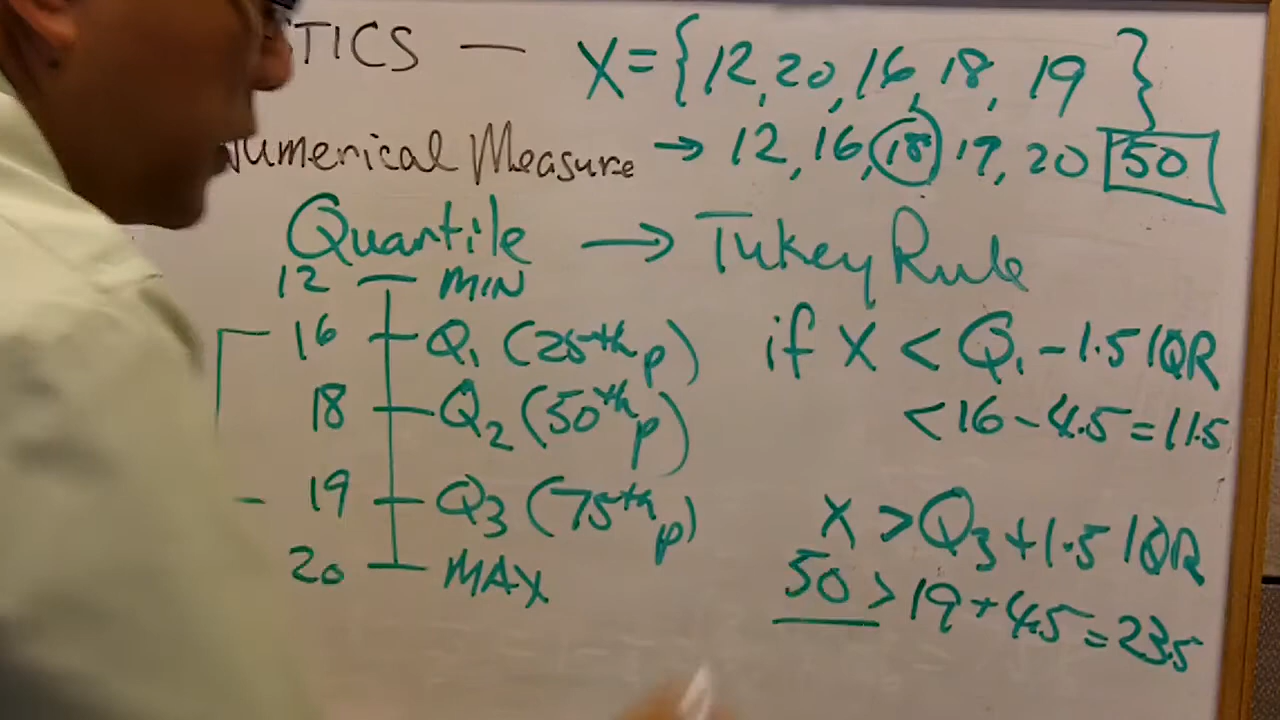 TICS — X = {12, 20, 16, 18, 19}
Numerical Measure → 12, 16, 18, 19, 20 50
Quantile → Tukey Rule
12 MIN
16 Q1 (25th p) if X < Q1 - 1.5 IQR
18 Q2 (50th p) < 16 - 4.5 = 11.5
19 Q3 (75th p) X > Q3 + 1.5 IQR
20 MAX 50 > 19 + 4.5 = 23.5